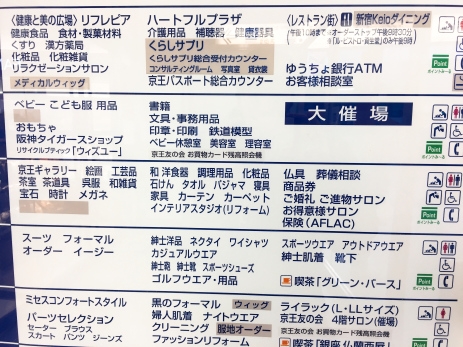 〈健康と美の広場〉リフレピア
健康食品 食材・製菓材料
くすり 漢方薬局
化粧品 化粧雑貨
リラクゼーションサロン
メディカルウィッグ
ハートフルプラザ
介護用品 補聴器 健康器具
くらしサプリ
くらしサプリ総合受付カウンター
コンサルティングルーム 写真室 貸衣裳
京王パスポート総合カウンター
〈レストラン街〉新宿Keioダイニング
ゆうちょ銀行ATM
お客様相談室
Point
ベビー こども服 用品
おもちゃ
阪神タイガースショップ
リサイクルブティック「ウィズユー」
書籍
文具・事務用品
印章・印刷 鉄道模型
ベビー休憩室 美容室 理容室
京王友の会 お買物カード残高照会機
大催場
Point
京王ギャラリー 絵画 工芸品
茶室 茶道具 呉服 和雑貨
宝石 時計 メガネ
和洋食器 調理用品 化粧品
石けん タオル パジャマ 寝具
家具 カーテン カーペット
インテリアスタジオ(リフォーム)
仏具 葬儀相談
商品券
ご婚礼 ご進物サロン
お得意様サロン
保険(AFLAC)
Point
スーツ フォーマル
オーダー イージー
紳士洋品 ネクタイ ワイシャツ
カジュアルウエア
紳士鞄 紳士靴 スポーツシューズ
ゴルフウエア・用品
スポーツウエア アウトドアウエア
紳士肌着 靴下
喫茶「グリーン・パース」
Point
ミセスコンフォートスタイル
パーツセレクション
セーター ブラウス
スカート パンツ ジーンズ
黒のフォーマル ウィッグ
婦人肌着 ナイトウエア
クリーニング 服地オーダー
ファッションリフォーム
ライラック(L・LLサイズ)
京王友の会 4階サロン(催場)
京王友の会 お買物カード残高照会機
喫茶「銀座 仏蘭西屋」
Point